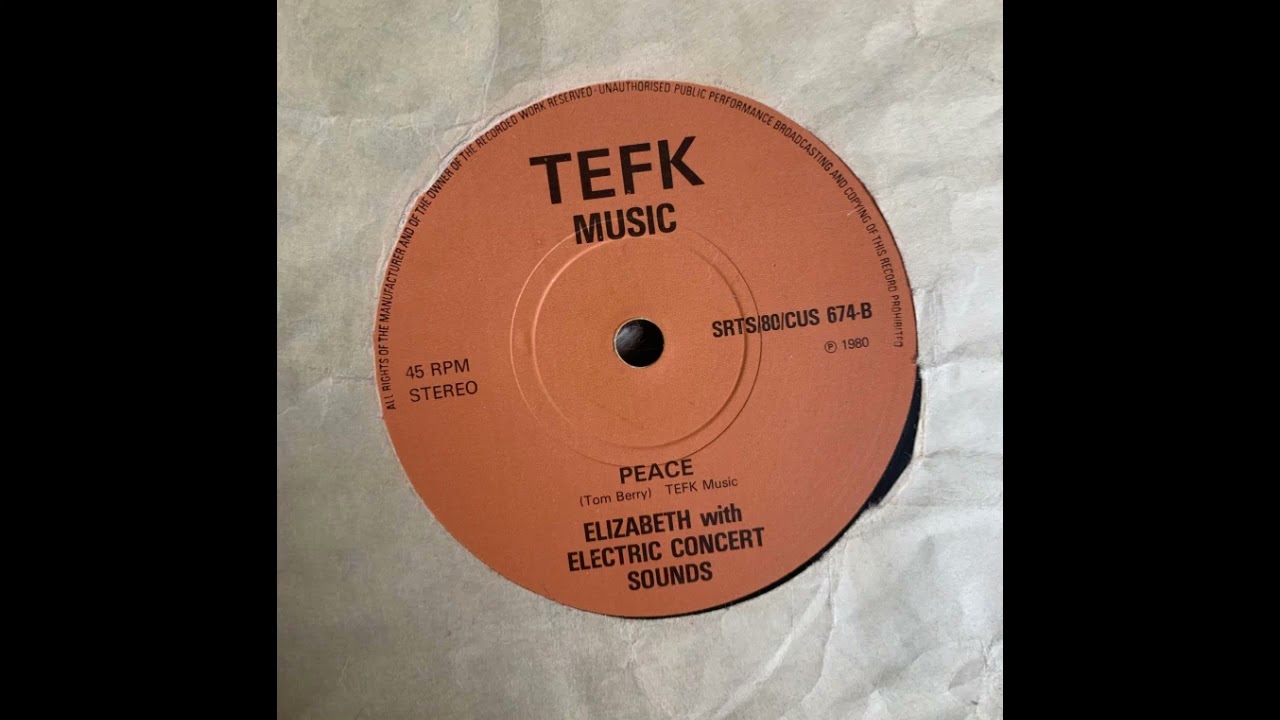 ALL RIGHTS OF THE MANUFACTURER AND OF THE OWNER OF THE RECORDED WORK RESERVED · UNAUTHORISED PUBLIC PERFORMANCE BROADCASTING AND COPYING OF THIS RECORD PROHIBITED
TEFK
MUSIC
SRTS/80/CUS 674-B
℗ 1980
45 RPM
STEREO
PEACE
(Tom Berry) TEFK Music
ELIZABETH with
ELECTRIC CONCERT
SOUNDS